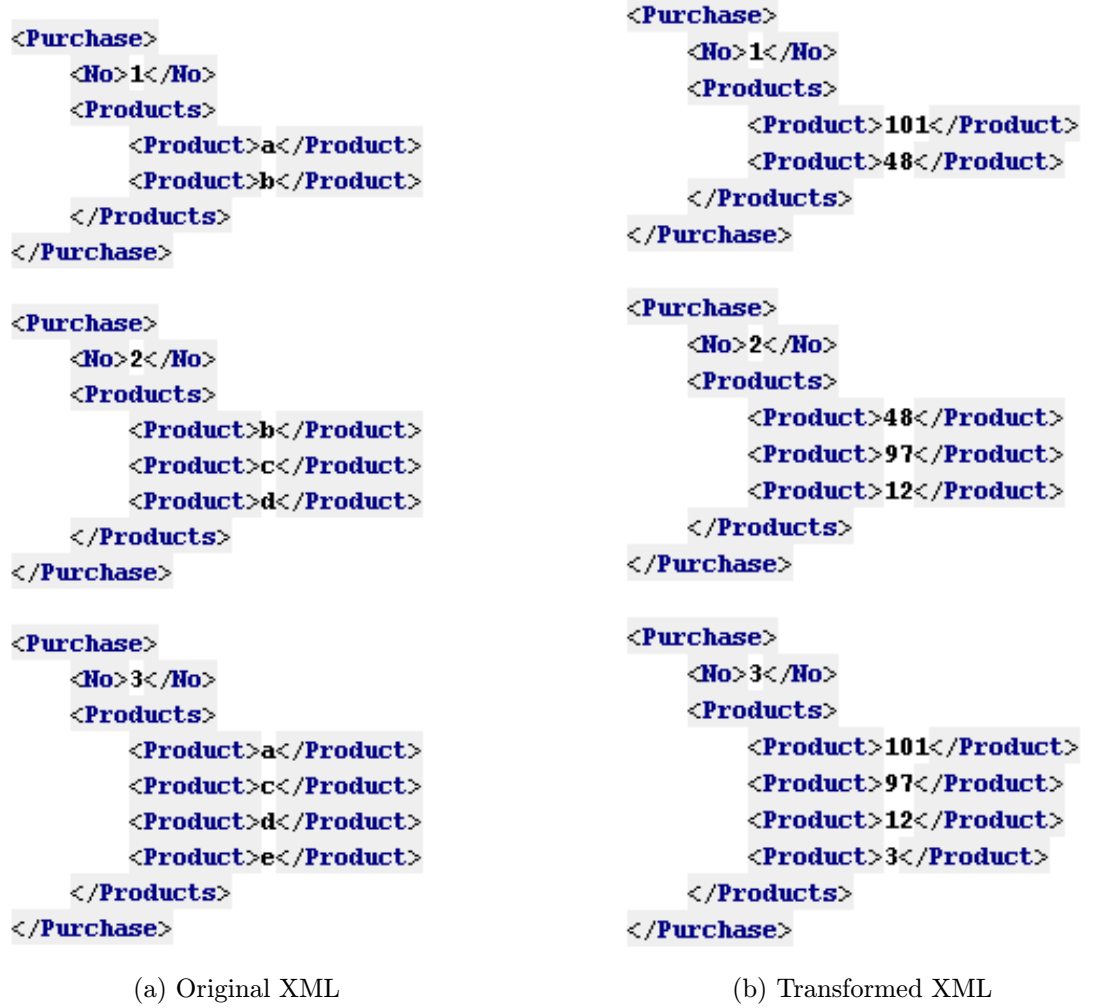 <Purchase>
<No>1</No>
<Products>
<Product>a</Product>
<Product>b</Product>
</Products>
</Purchase>
<Purchase>
<No>2</No>
<Products>
<Product>b</Product>
<Product>c</Product>
<Product>d</Product>
</Products>
</Purchase>
<Purchase>
<No>3</No>
<Products>
<Product>a</Product>
<Product>c</Product>
<Product>d</Product>
<Product>e</Product>
</Products>
</Purchase>
(a) Original XML
<Purchase>
<No>1</No>
<Products>
<Product>101</Product>
<Product>48</Product>
</Products>
</Purchase>
<Purchase>
<No>2</No>
<Products>
<Product>48</Product>
<Product>97</Product>
<Product>12</Product>
</Products>
</Purchase>
<Purchase>
<No>3</No>
<Products>
<Product>101</Product>
<Product>97</Product>
<Product>12</Product>
<Product>3</Product>
</Products>
</Purchase>
(b) Transformed XML